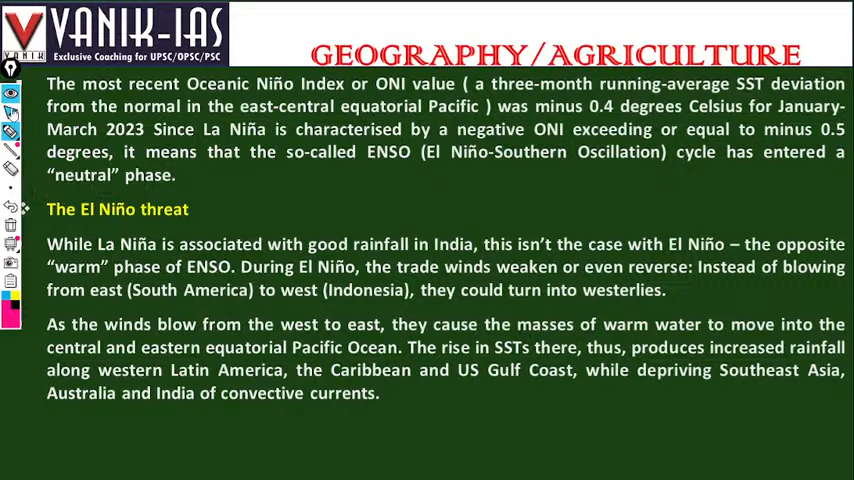 VANIK-IAS
VANIK
Exclusive Coaching for UPSC/OPSC/PSC
GEOGRAPHY/AGRICULTURE
The most recent Oceanic Niño Index or ONI value ( a three-month running-average SST deviation
from the normal in the east-central equatorial Pacific ) was minus 0.4 degrees Celsius for January-
March 2023 Since La Niña is characterised by a negative ONI exceeding or equal to minus 0.5
degrees, it means that the so-called ENSO (El Niño-Southern Oscillation) cycle has entered a
“neutral” phase.
The El Niño threat
While La Niña is associated with good rainfall in India, this isn’t the case with El Niño – the opposite
“warm” phase of ENSO. During El Niño, the trade winds weaken or even reverse: Instead of blowing
from east (South America) to west (Indonesia), they could turn into westerlies.
As the winds blow from the west to east, they cause the masses of warm water to move into the
central and eastern equatorial Pacific Ocean. The rise in SSTs there, thus, produces increased rainfall
along western Latin America, the Caribbean and US Gulf Coast, while depriving Southeast Asia,
Australia and India of convective currents.